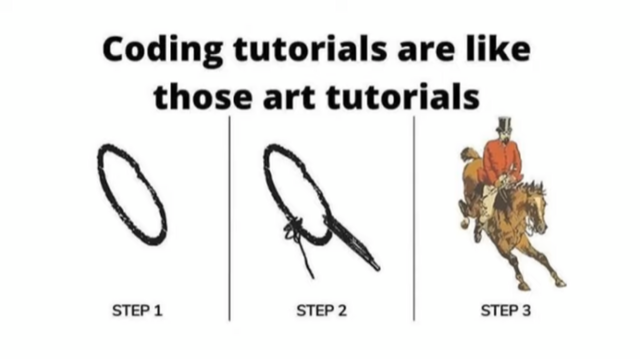 Coding tutorials are like
those art tutorials
STEP 1
STEP 2
STEP 3